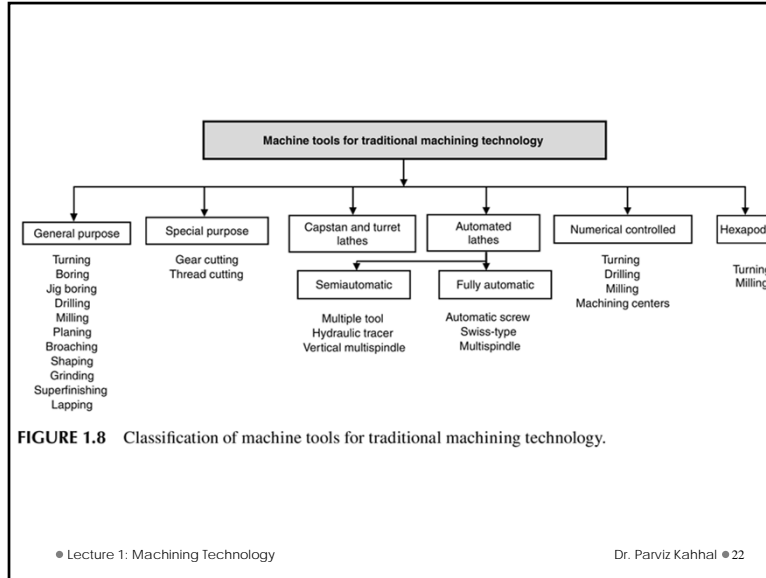 Machine tools for traditional machining technology
General purpose
Turning
Boring
Jig boring
Drilling
Milling
Planing
Broaching
Shaping
Grinding
Superfinishing
Lapping
Special purpose
Gear cutting
Thread cutting
Capstan and turret
lathes
Automated
lathes
Semiautomatic
Multiple tool
Hydraulic tracer
Vertical multispindle
Fully automatic
Automatic screw
Swiss-type
Multispindle
Numerical controlled
Turning
Drilling
Milling
Machining centers
Hexapod
Turning
Milling
FIGURE 1.8 Classification of machine tools for traditional machining technology.
● Lecture 1: Machining Technology
Dr. Parviz Kahhal ● 22